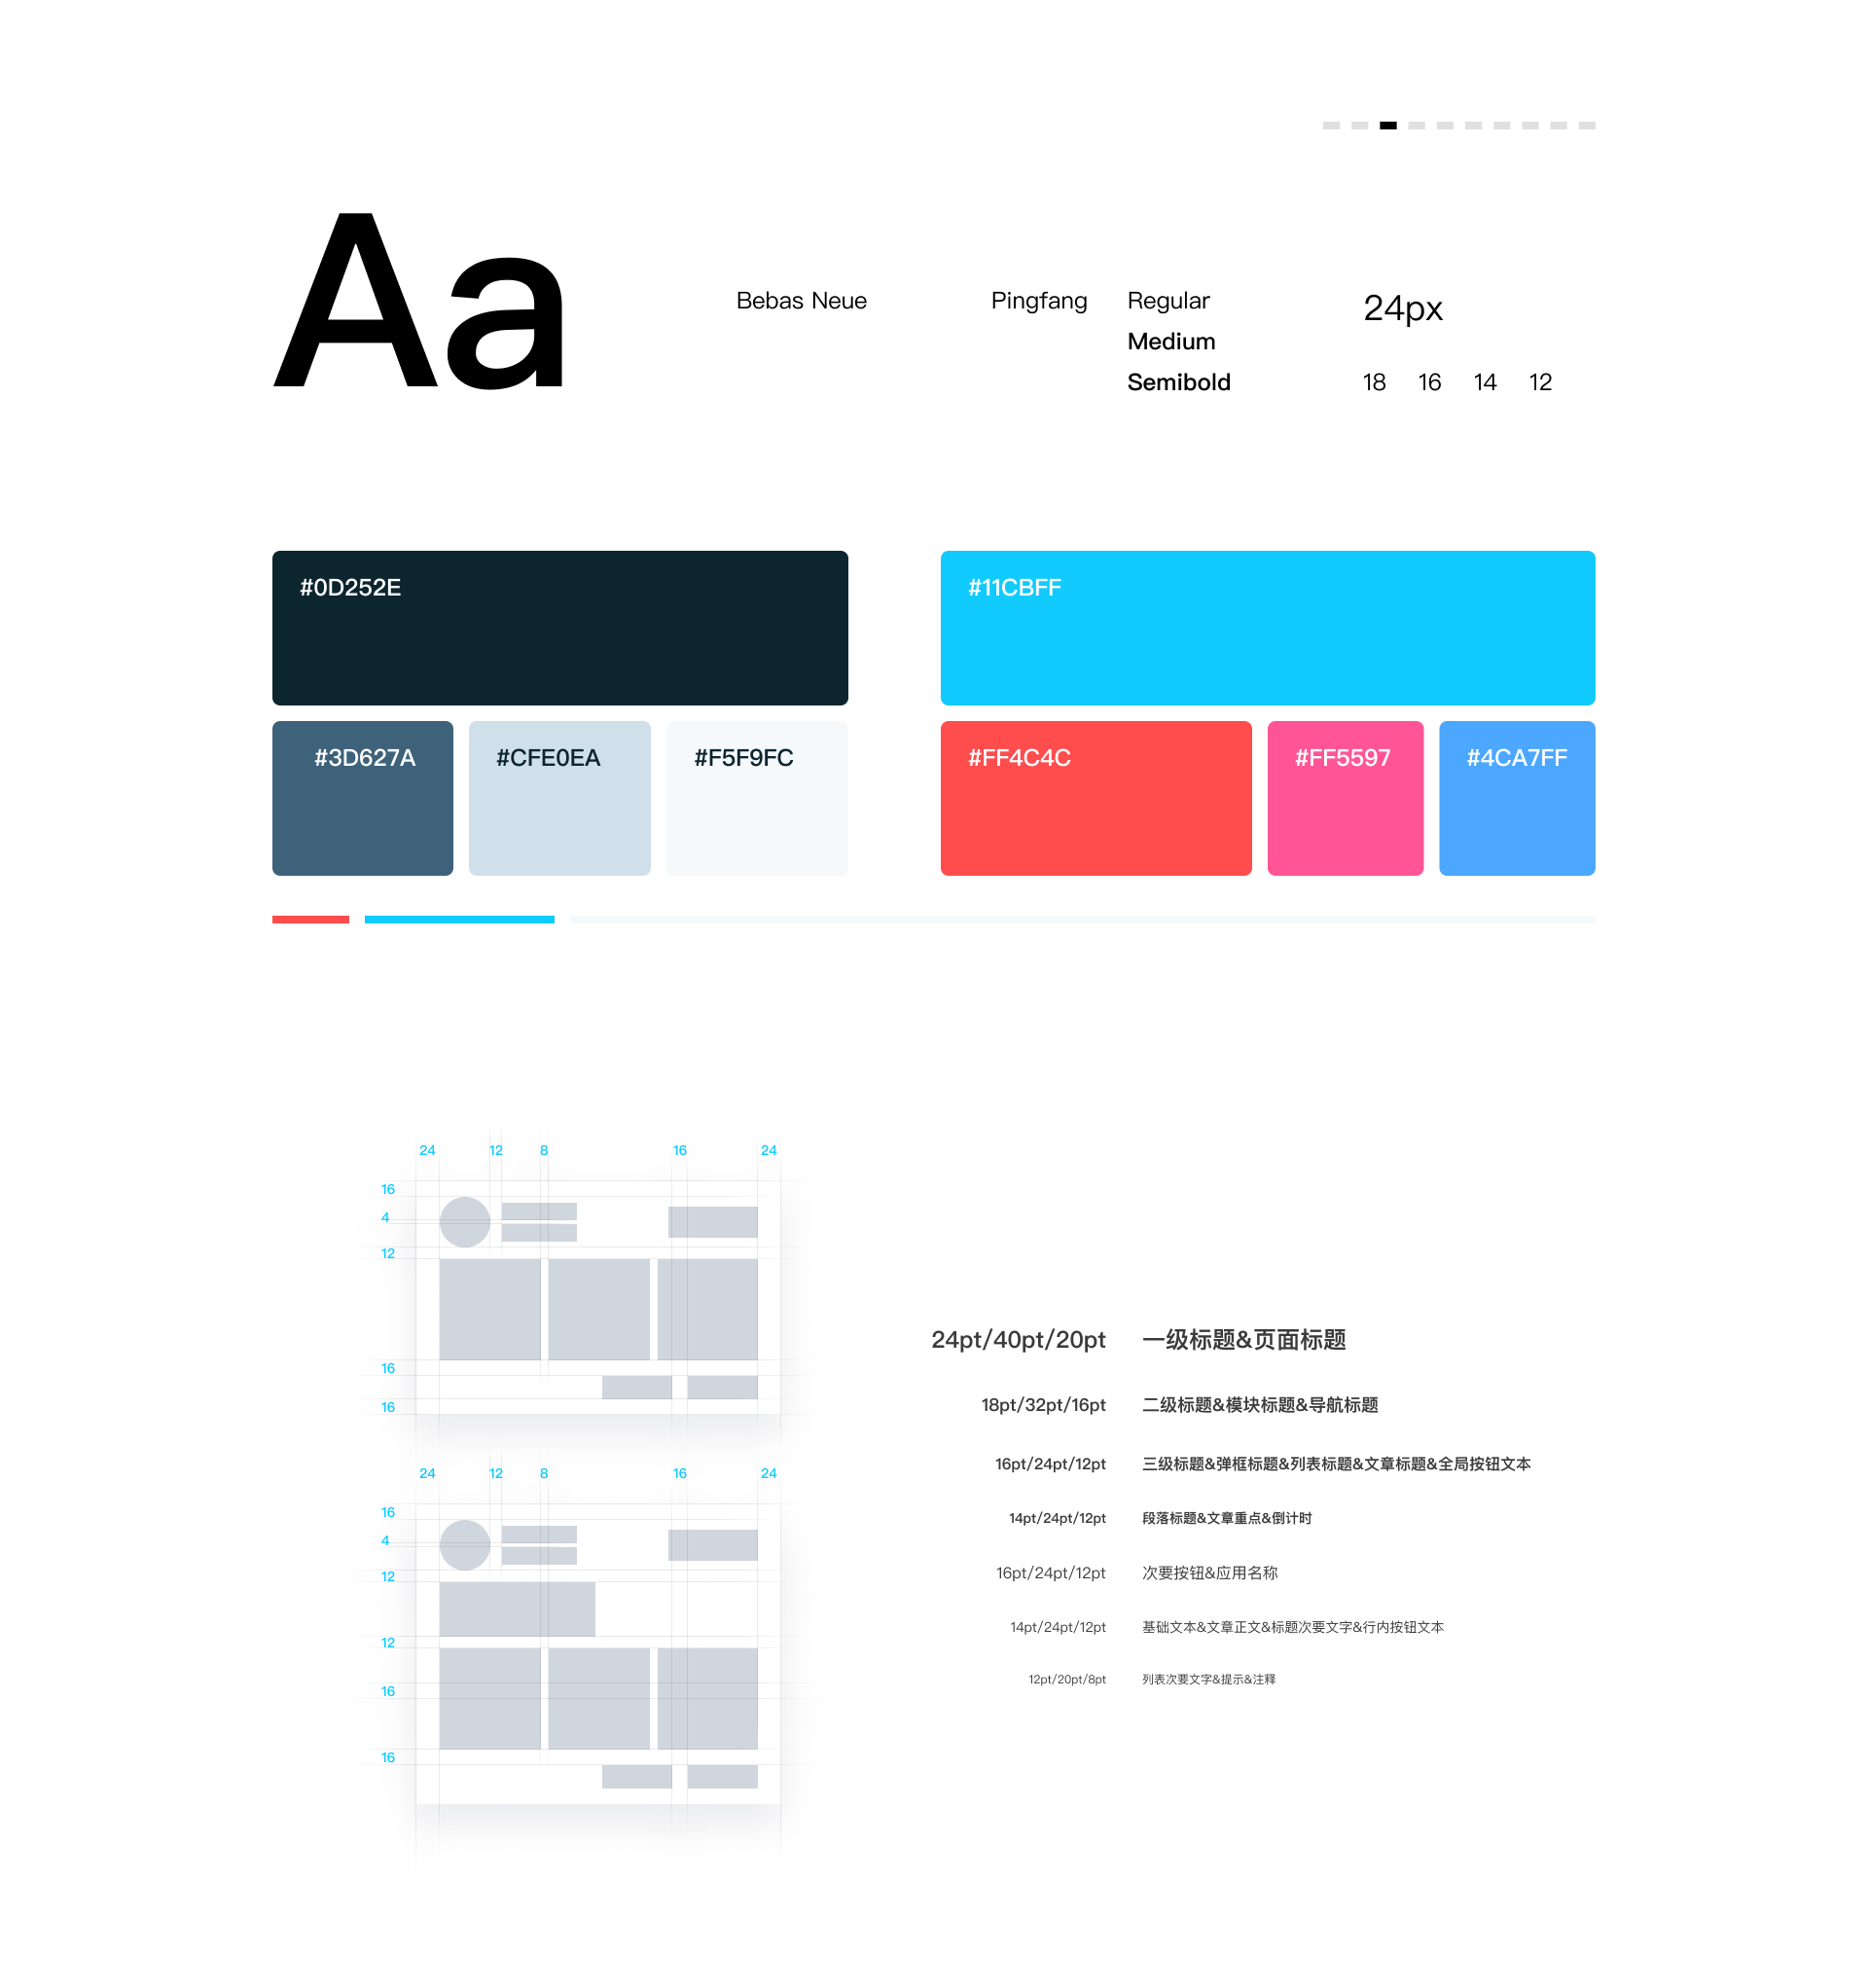 Aa
Bebas Neue
Pingfang
Regular
Medium
Semibold
24px
18 16 14 12
#0D252E
#11CBFF
#3D627A
#CFE0EA
#F5F9FC
#FF4C4C
#FF5597
#4CA7FF
24 12 8 16 24
16
4
12
16
16
24 12 8 16 24
16
4
12
12
16
16
24pt/40pt/20pt 一级标题&页面标题
18pt/32pt/16pt 二级标题&模块标题&导航标题
16pt/24pt/12pt 三级标题&弹框标题&列表标题&文章标题&全局按钮文本
14pt/24pt/12pt 段落标题&文章重点&倒计时
16pt/24pt/12pt 次要按钮&应用名称
14pt/24pt/12pt 基础文本&文章正文&标题次要文字&行内按钮文本
12pt/20pt/8pt 列表次要文字&提示&注释